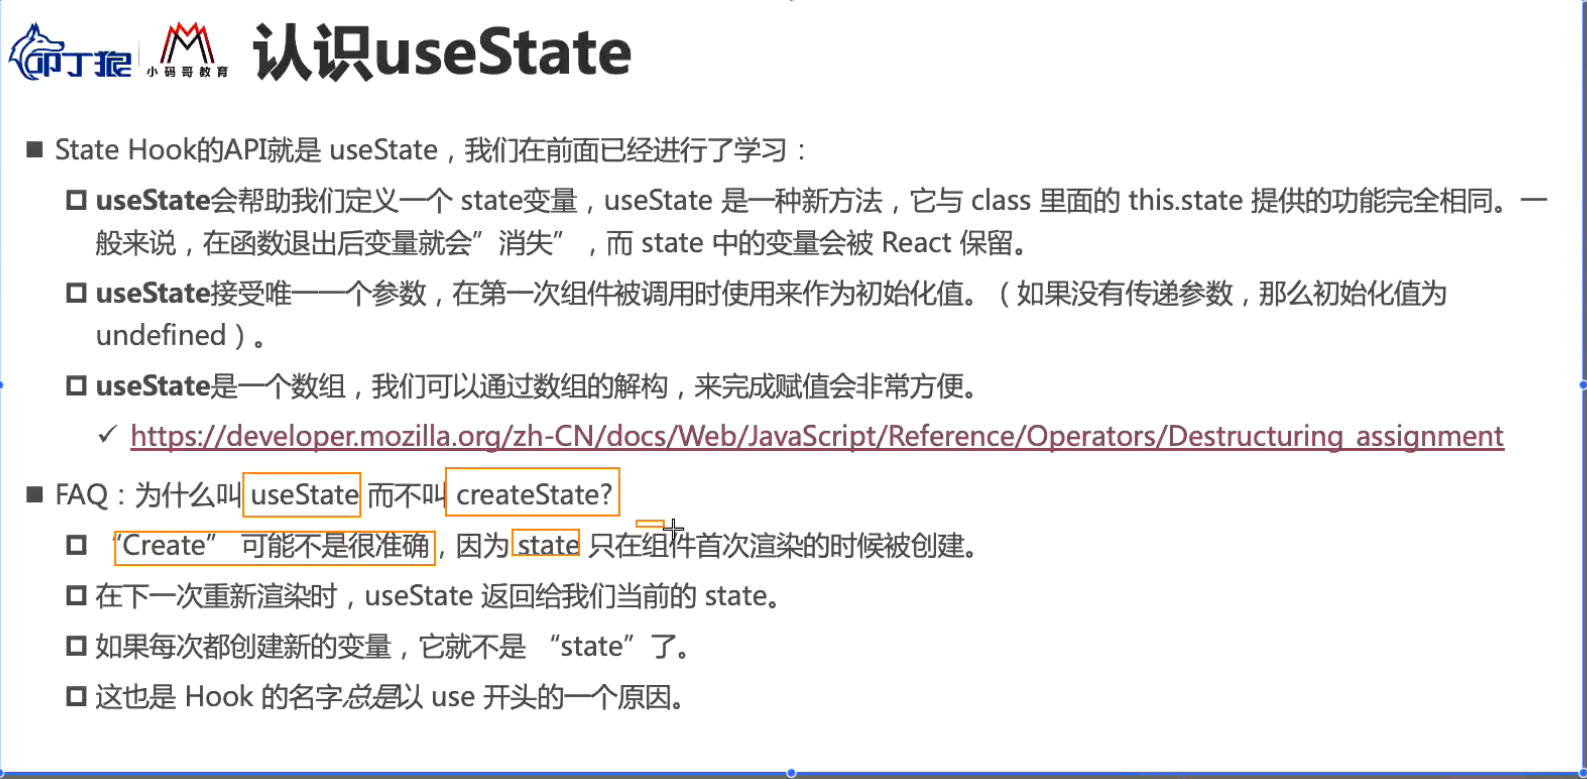 叩丁狼 小码哥教育 认识useState
State Hook的API就是 useState，我们在前面已经进行了学习：
useState会帮助我们定义一个 state变量，useState 是一种新方法，它与 class 里面的 this.state 提供的功能完全相同。一
般来说，在函数退出后变量就会”消失”，而 state 中的变量会被 React 保留。
useState接受唯一一个参数，在第一次组件被调用时使用来作为初始化值。（如果没有传递参数，那么初始化值为
undefined）。
useState是一个数组，我们可以通过数组的解构，来完成赋值会非常方便。
https://developer.mozilla.org/zh-CN/docs/Web/JavaScript/Reference/Operators/Destructuring_assignment
FAQ：为什么叫 useState 而不叫 createState?
“Create” 可能不是很准确，因为 state 只在组件首次渲染的时候被创建。
在下一次重新渲染时，useState 返回给我们当前的 state。
如果每次都创建新的变量，它就不是 “state”了。
这也是 Hook 的名字总是以 use 开头的一个原因。